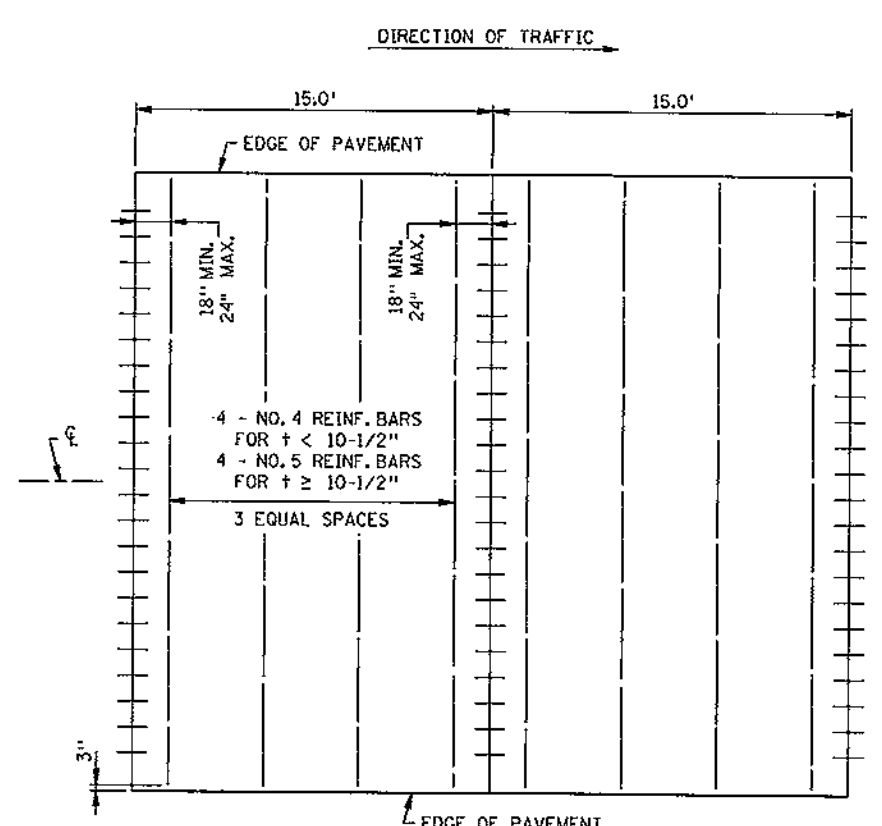 DIRECTION OF TRAFFIC
15.0'
15.0'
EDGE OF PAVEMENT
18" MIN.
24" MAX.
18" MIN.
24" MAX.
4 - NO. 4 REINF. BARS
FOR t < 10-1/2"
4 - NO. 5 REINF. BARS
FOR t ≥ 10-1/2"
℄
3 EQUAL SPACES
3"
EDGE OF PAVEMENT